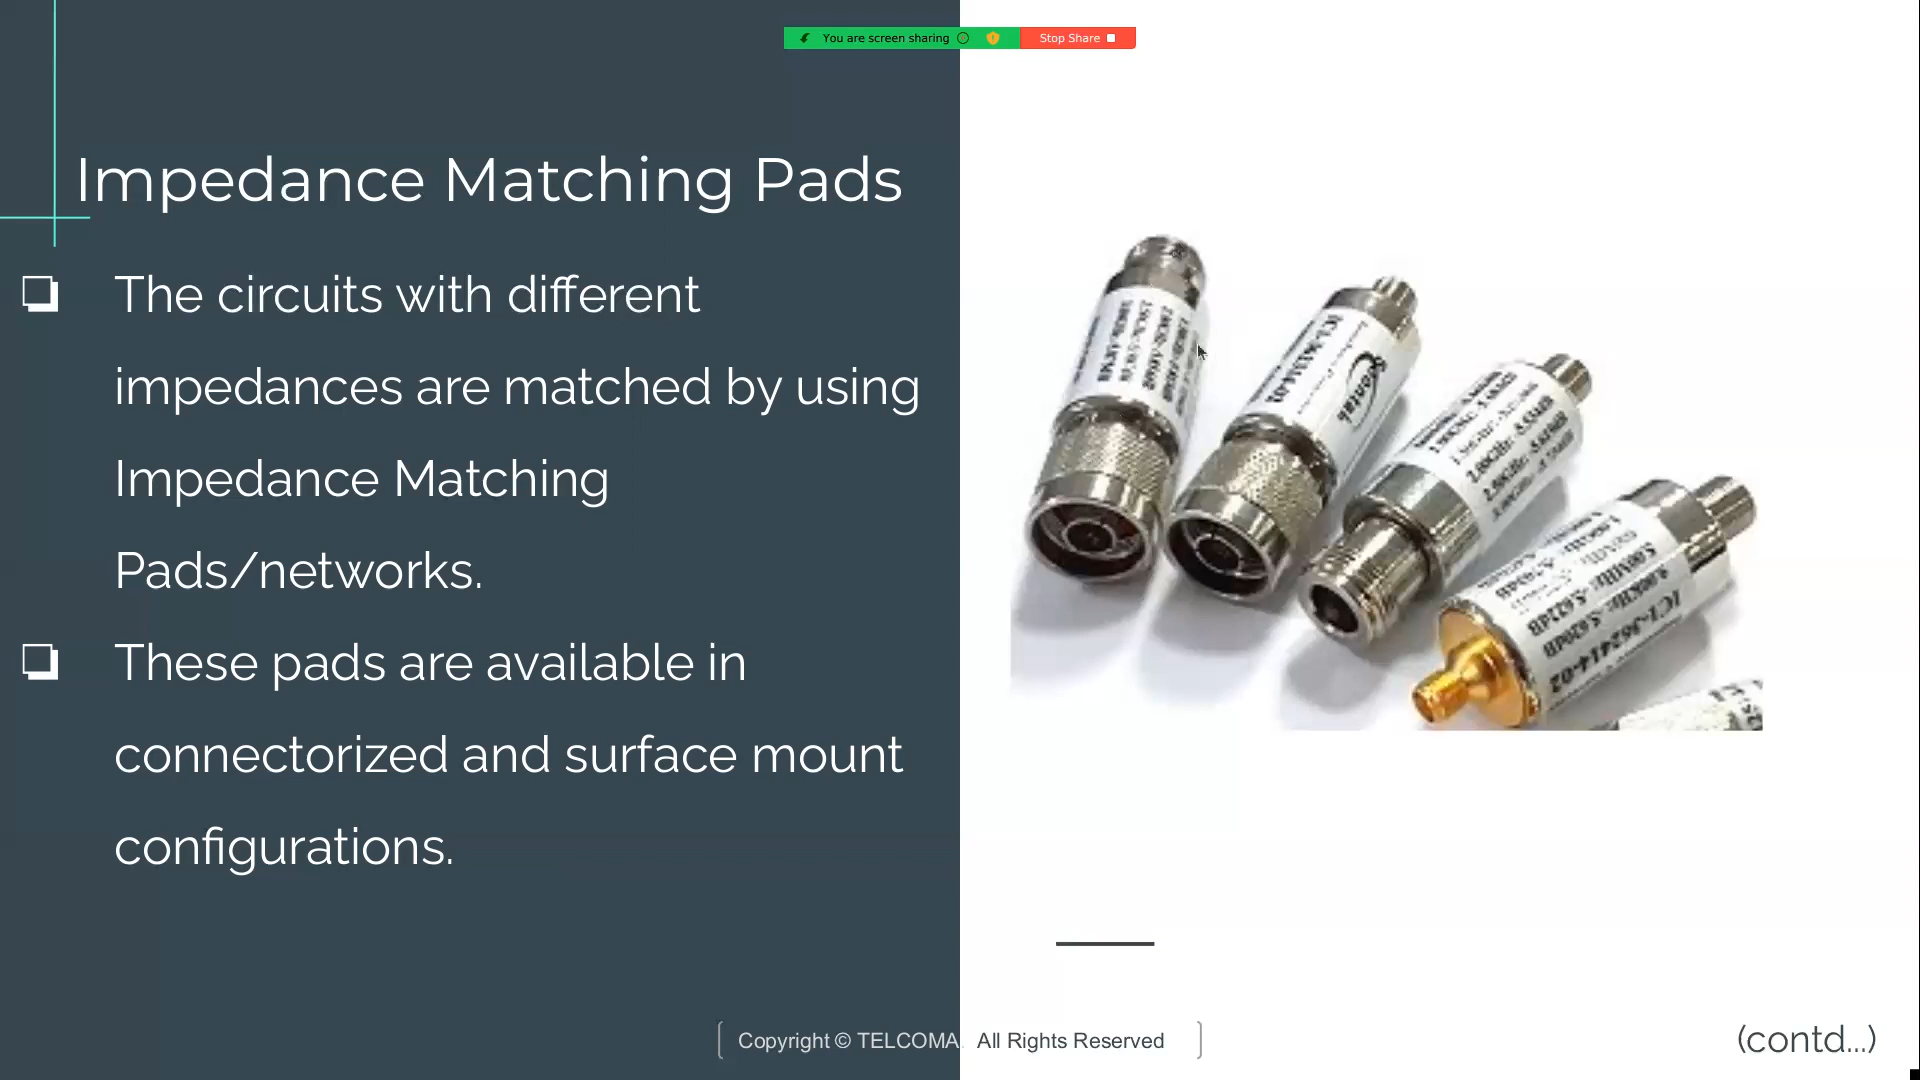 You are screen sharing
Stop Share
Impedance Matching Pads
❏ The circuits with different
impedances are matched by using
Impedance Matching
Pads/networks.
❏ These pads are available in
connectorized and surface mount
configurations.
Copyright © TELCOMA. All Rights Reserved
(contd...)